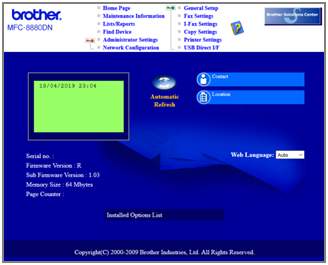 brother.
MFC-8880DN
Home Page
Maintenance Information
Lists/Reports
Find Device
Administrator Settings
Network Configuration
General Setup
Fax Settings
I-Fax Settings
Copy Settings
Printer Settings
USB Direct I/F
Brother Solutions Center
19/04/2019 23:04
Automatic
Refresh
Contact
Location
Serial no. :
Firmware Version : R
Sub Firmware Version : 1.03
Memory Size : 64 Mbytes
Page Counter :
Web Language: Auto
Installed Options List
Copyright(C) 2000-2009 Brother Industries, Ltd. All Rights Reserved.